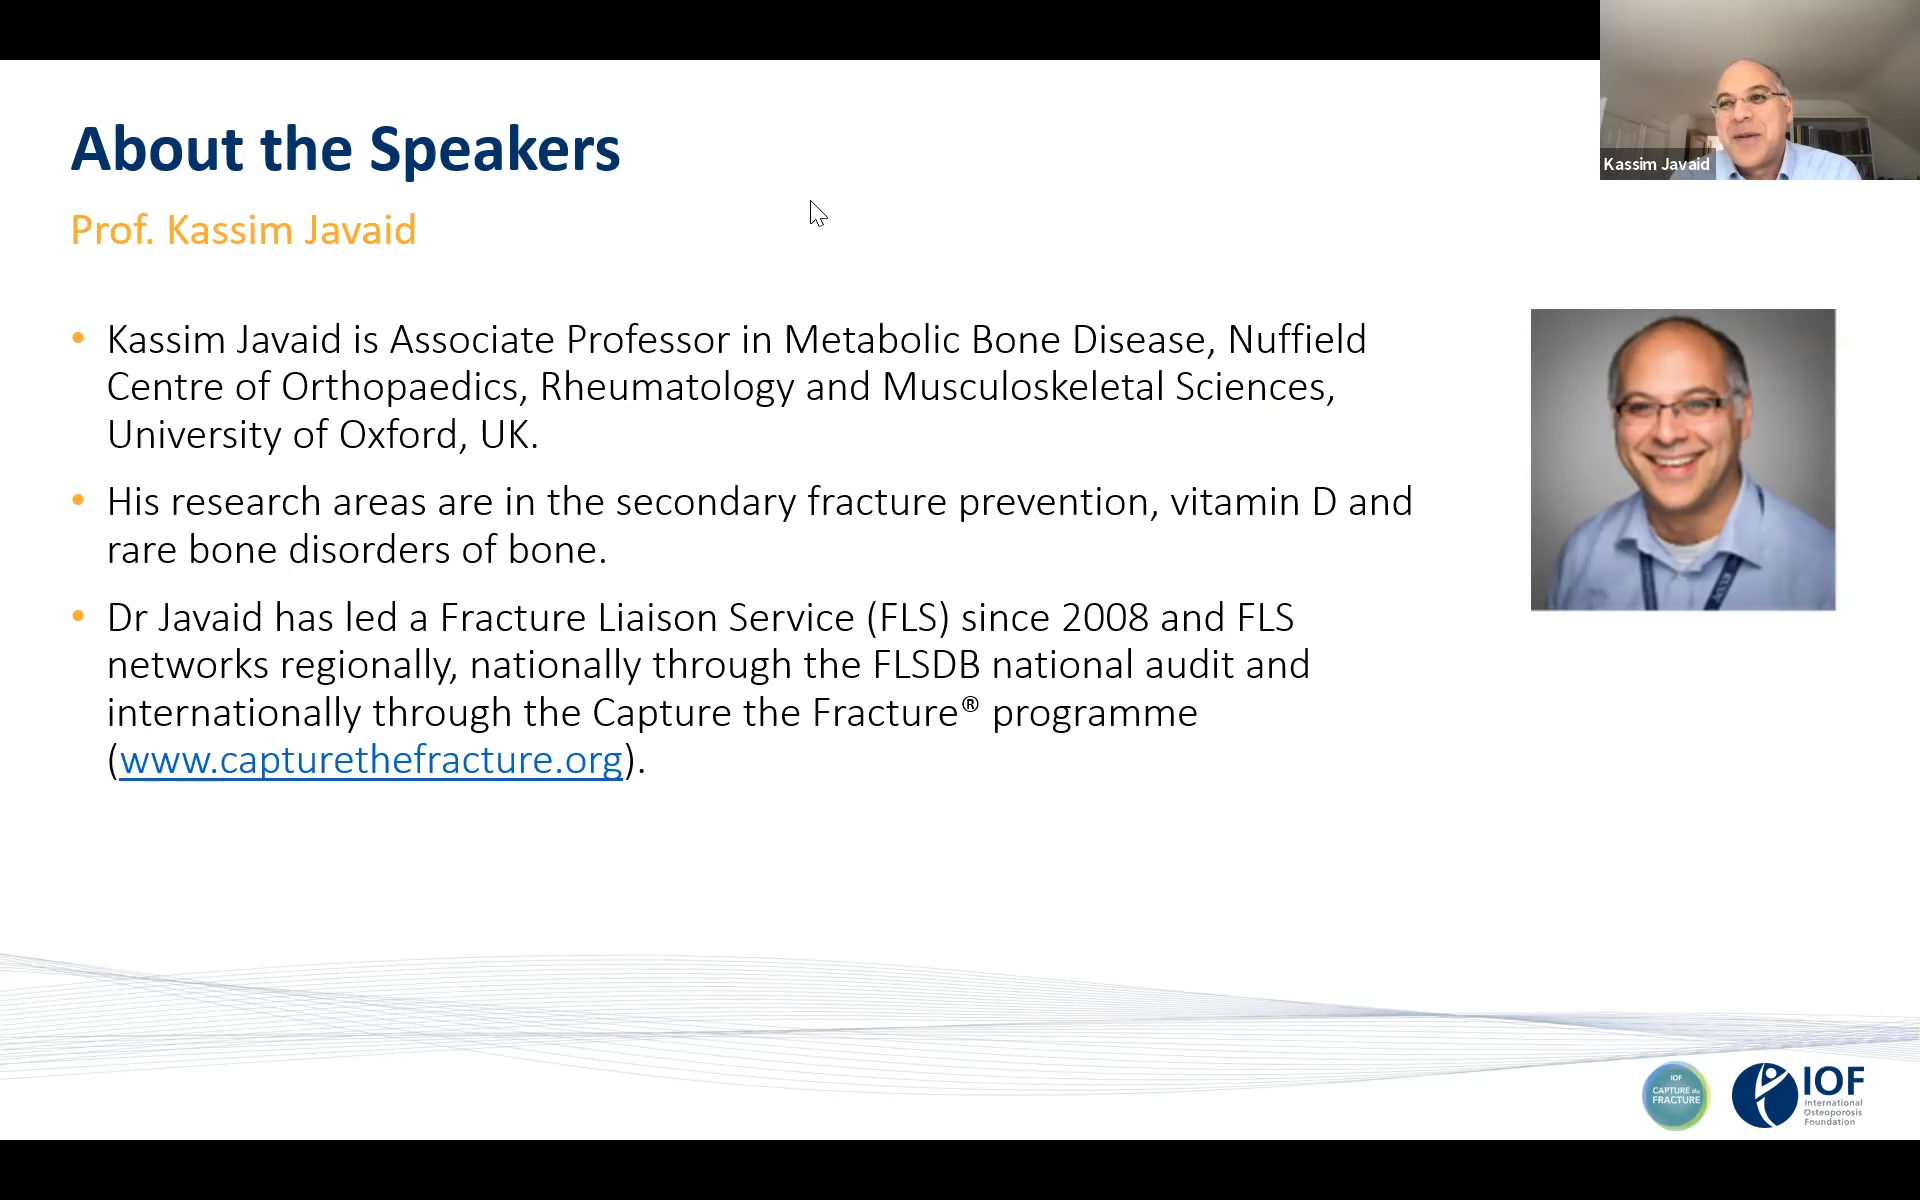 About the Speakers
Kassim Javaid
Prof. Kassim Javaid
• Kassim Javaid is Associate Professor in Metabolic Bone Disease, Nuffield
Centre of Orthopaedics, Rheumatology and Musculoskeletal Sciences,
University of Oxford, UK.
• His research areas are in the secondary fracture prevention, vitamin D and
rare bone disorders of bone.
• Dr Javaid has led a Fracture Liaison Service (FLS) since 2008 and FLS
networks regionally, nationally through the FLSDB national audit and
internationally through the Capture the Fracture® programme
(www.capturethefracture.org).
IOF
CAPTURE the
FRACTURE
IOF
International
Osteoporosis
Foundation